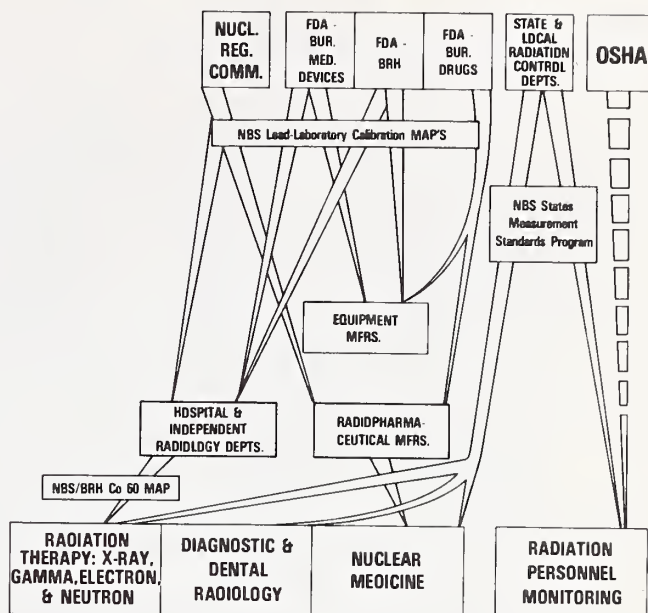 NUCL.
REG.
COMM.
FDA -
BUR.
MED.
DEVICES
FDA -
BRH
FDA -
BUR.
DRUGS
STATE &
LOCAL
RADIATION
CONTROL
DEPTS.
OSHA
NBS Lead-Laboratory Calibration MAP'S
NBS States
Measurement
Standards Program
EQUIPMENT
MFRS.
HOSPITAL &
INDEPENDENT
RADIOLOGY DEPTS.
RADIOPHARMA-
CEUTICAL MFRS.
NBS/BRH Co 60 MAP
RADIATION
THERAPY: X-RAY,
GAMMA, ELECTRON,
& NEUTRON
DIAGNOSTIC &
DENTAL
RADIOLOGY
NUCLEAR
MEDICINE
RADIATION
PERSONNEL
MONITORING